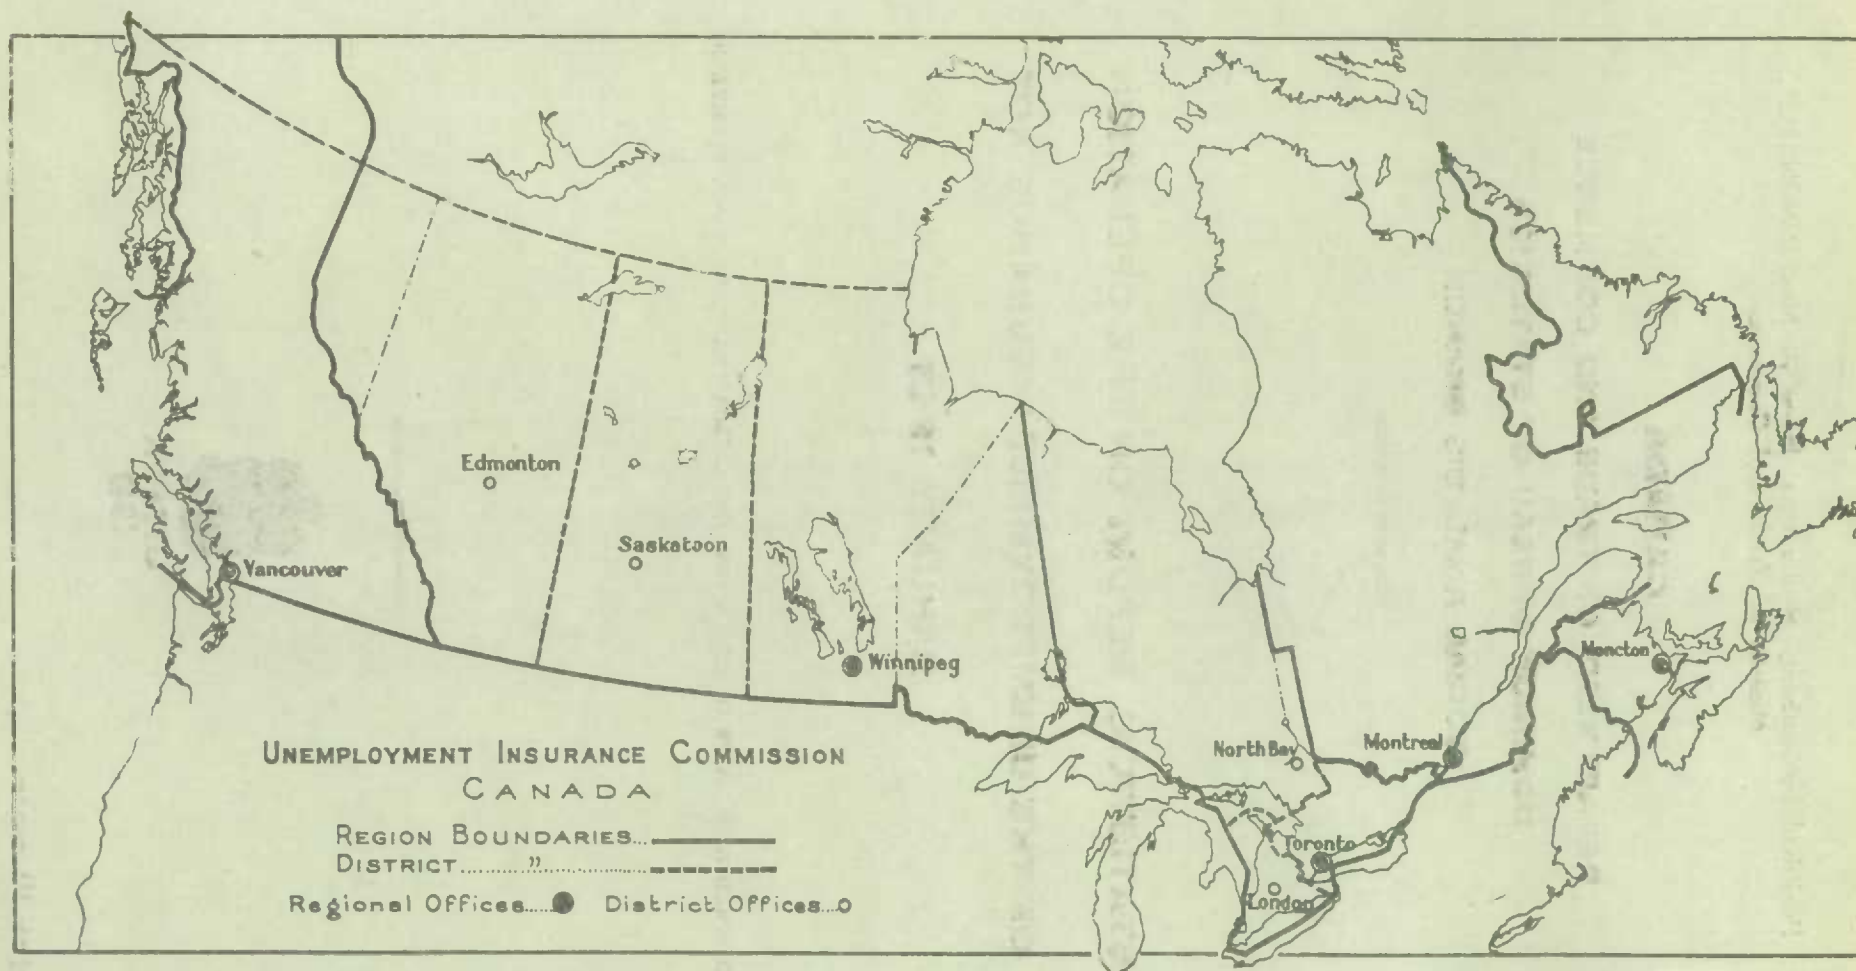 Edmonton
Saskatoon
Vancouver
Winnipeg
Moncton
Montreal
North Bay
Toronto
London
UNEMPLOYMENT INSURANCE COMMISSION
CANADA
REGION BOUNDARIES...
DISTRICT.........."..........
Regional Offices...... District Offices...